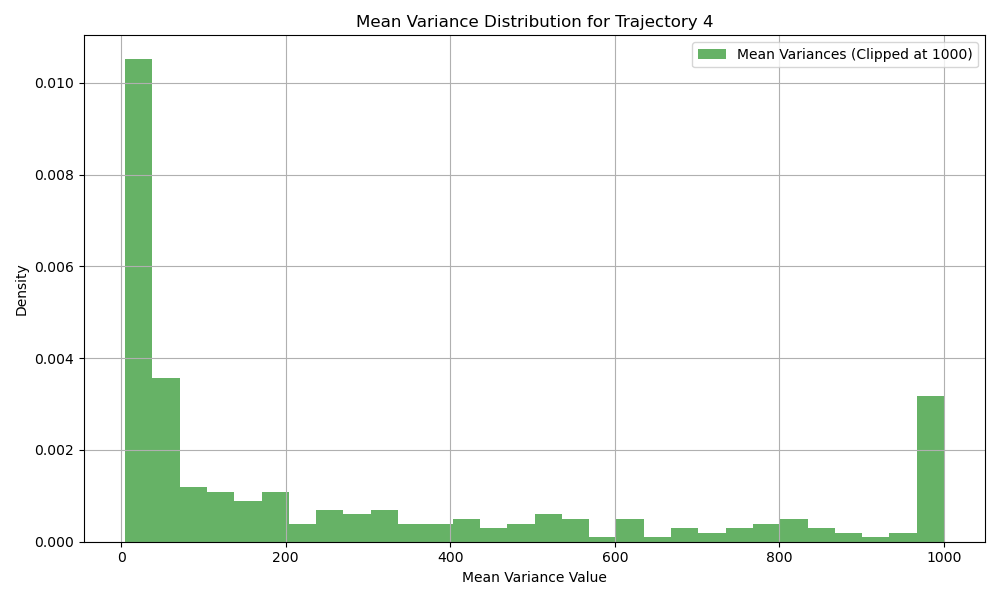 Mean Variance Distribution for Trajectory 4
Mean Variances (Clipped at 1000)
Density
0.010
0.008
0.006
0.004
0.002
0.000
0 200 400 600 800 1000
Mean Variance Value